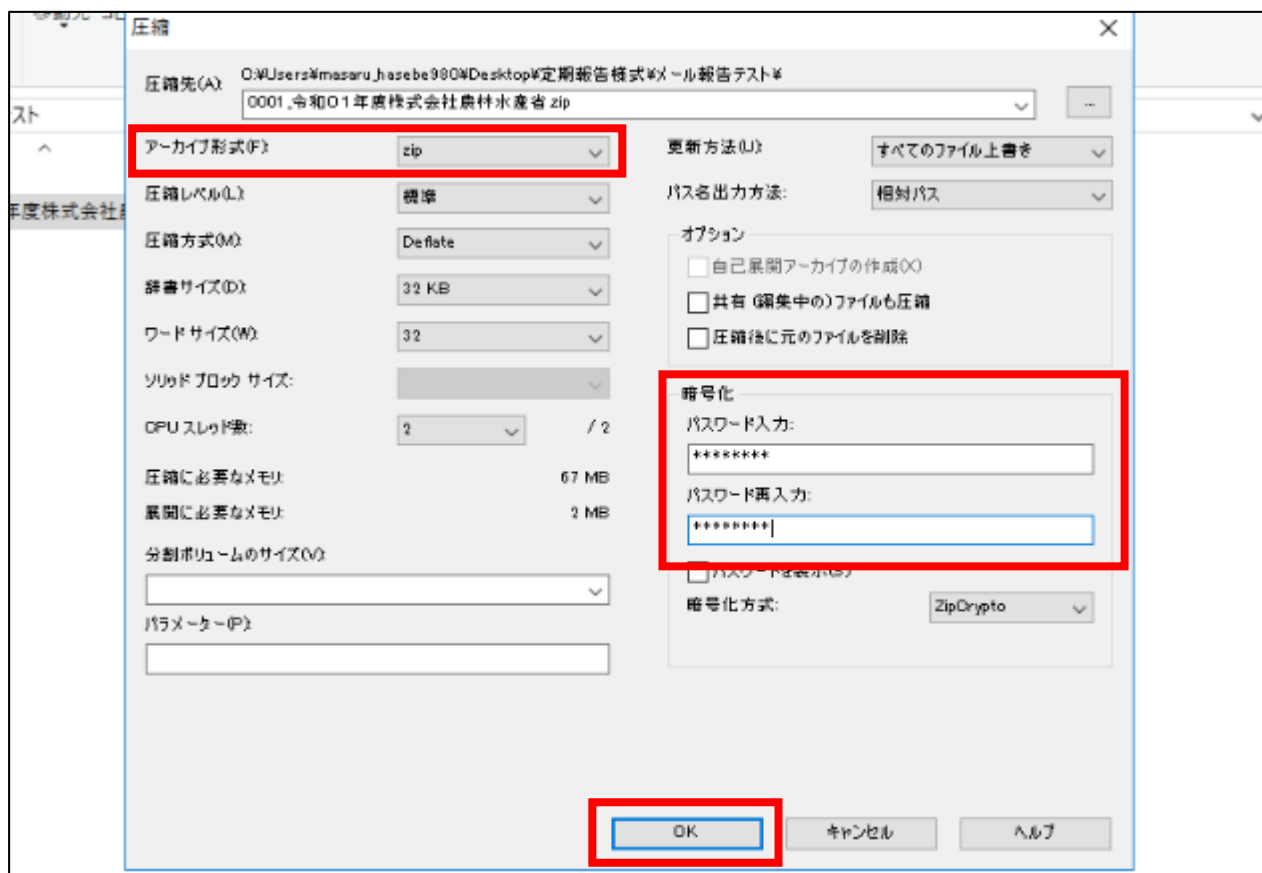 圧縮
圧縮先(A):
C:¥Users¥masaru_hasebe980¥Desktop¥定期報告様式¥メール報告テスト¥
0001.令和01年度株式会社農林水産省.zip
...
スト
アーカイブ形式(F):
zip
更新方法(U):
すべてのファイル上書き
圧縮レベル(L):
標準
パス名出力方法:
相対パス
年度株式会社
圧縮方式(M):
Deflate
オプション
自己展開アーカイブの作成(X)
辞書サイズ(D):
32 KB
共有(編集中の)ファイルも圧縮
ワード サイズ(W):
32
圧縮後に元のファイルを削除
ソリッド ブロック サイズ:
暗号化
CPU スレッド数:
2
/ 2
パスワード入力:
********
圧縮に必要なメモリ:
67 MB
パスワード再入力:
展開に必要なメモリ:
2 MB
********
分割ボリュームのサイズ(V):
パスワードを表示(S)
暗号化方式:
ZipCrypto
パラメーター(P):
OK
キャンセル
ヘルプ